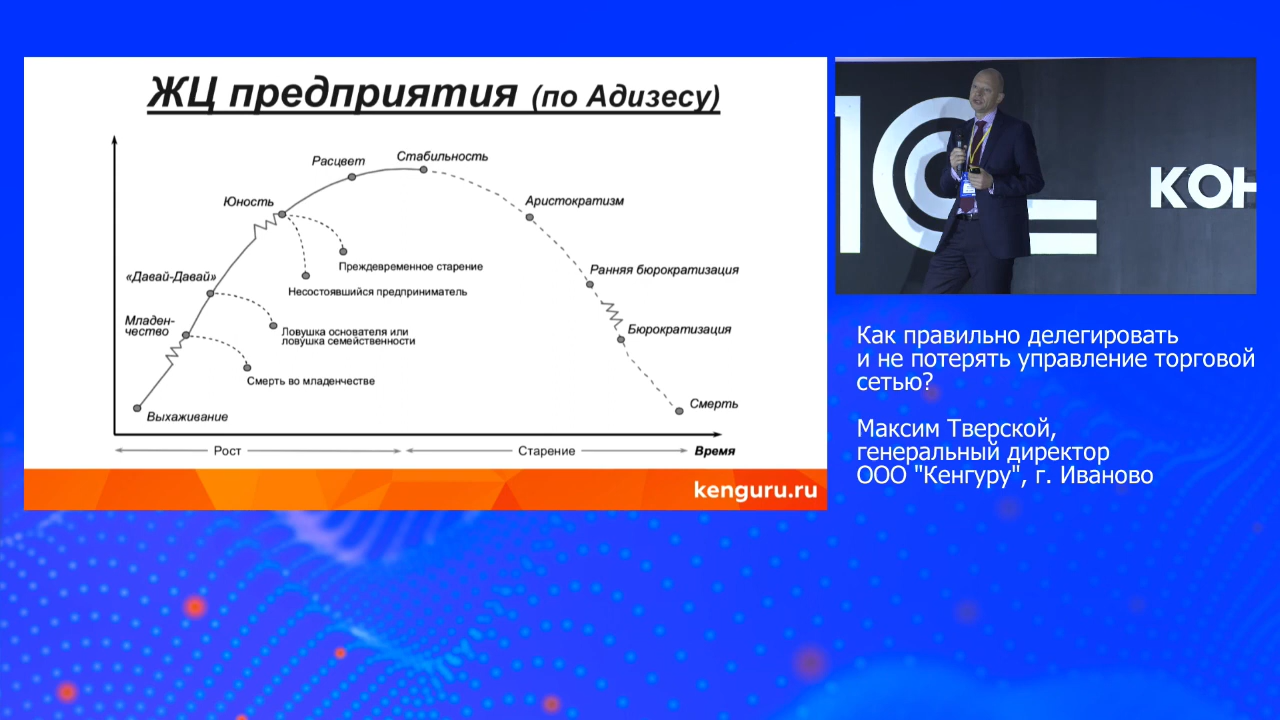 ЖЦ предприятия (по Адизесу)
Расцвет
Стабильность
Юность
Аристократизм
Преждевременное старение
Несостоявшийся предприниматель
«Давай-Давай»
Ранняя бюрократизация
Младен-
чество
Ловушка основателя или
ловушка семейственности
Бюрократизация
Смерть во младенчестве
Выхаживание
Смерть
Рост
Старение
Время
kenguru.ru
1С
КОН
Как правильно делегировать
и не потерять управление торговой
сетью?
Максим Тверской,
генеральный директор
ООО "Кенгуру", г. Иваново